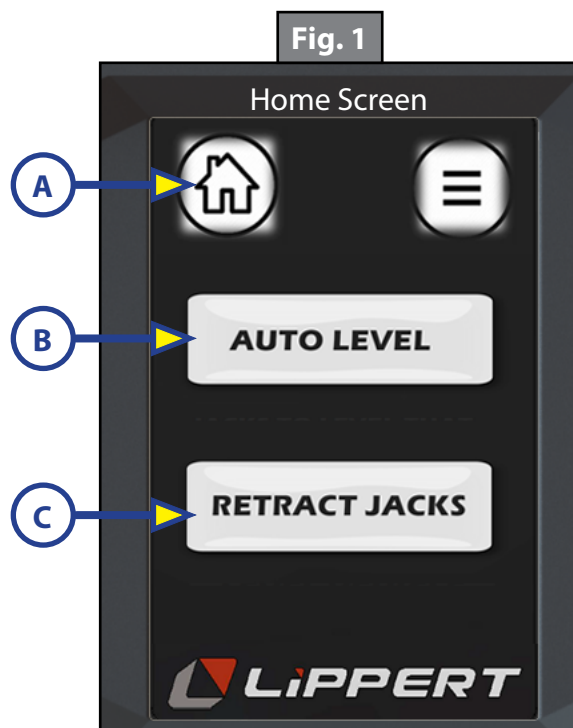 Fig. 1
Home Screen
A
B
AUTO LEVEL
C
RETRACT JACKS
LiPPERT